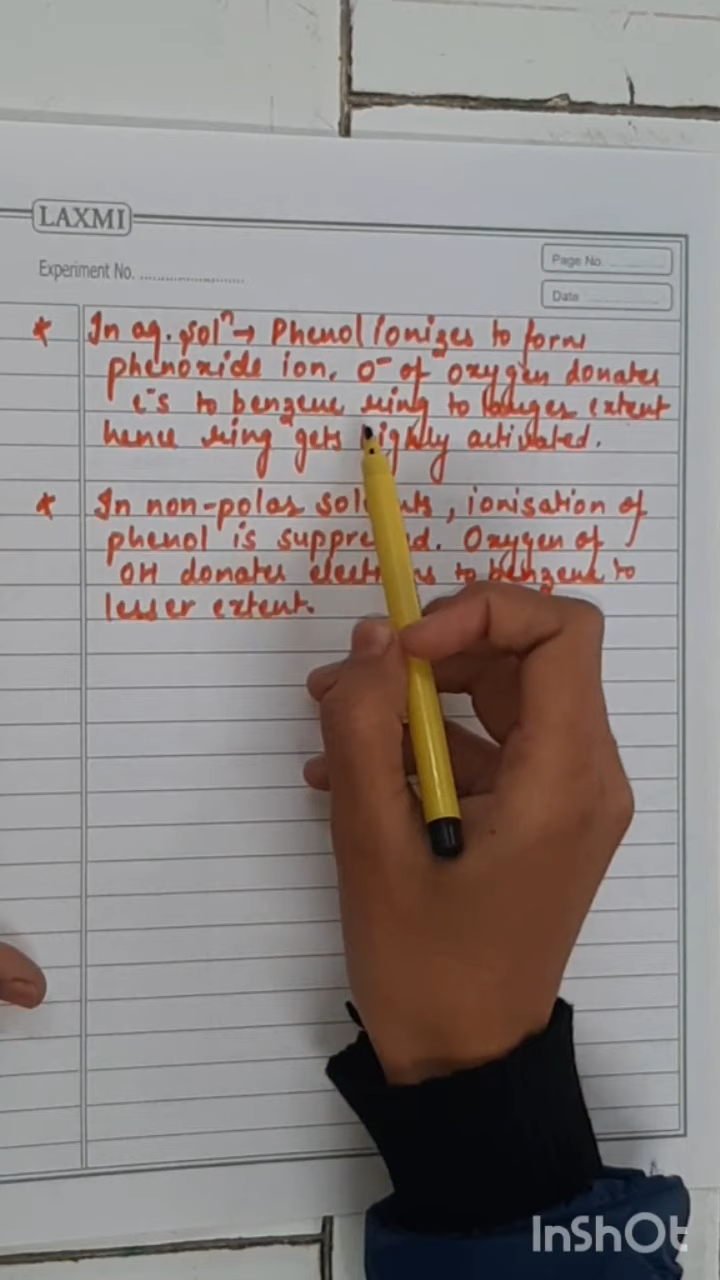 LAXMI
Experiment No. ........................
Page No. ................
Date ................
* In aq. solⁿ → Phenol ionizes to form
phenoxide ion. O⁻ of oxygen donates
e⁻s to benzene ring to larger extent
hence ring gets highly activated.
* In non-polar solvents, ionisation of
phenol is suppressed. Oxygen of
OH donates electrons to benzene to
lesser extent.
InShOt